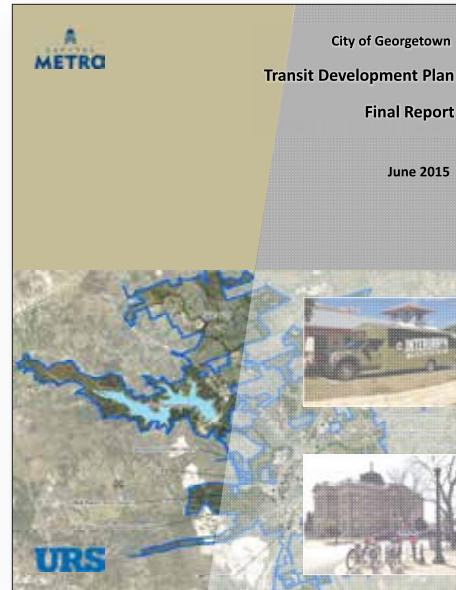 CAPITAL
METRO
City of Georgetown
Transit Development Plan
Final Report
June 2015
URS